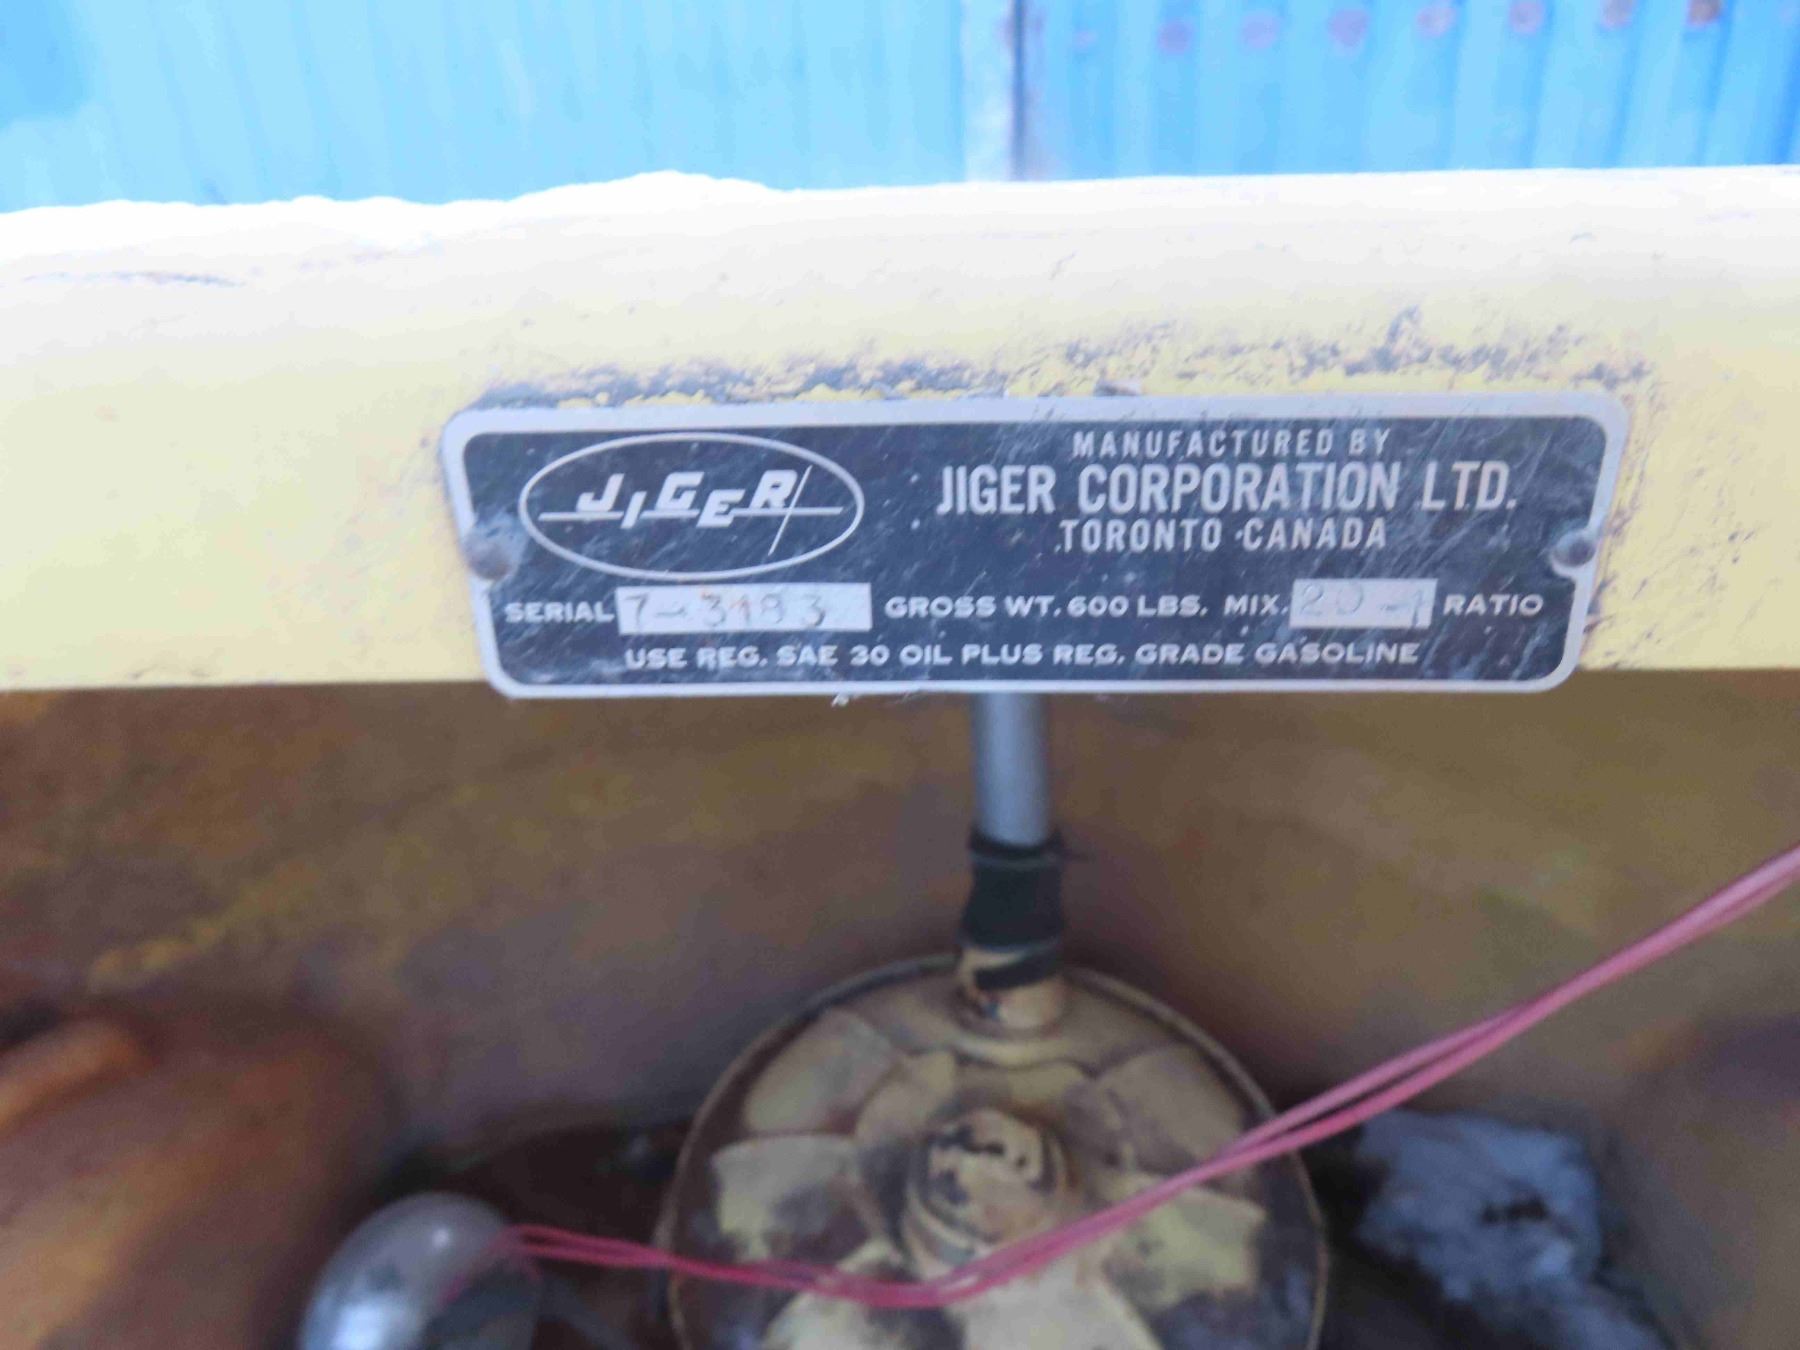 JIGER
MANUFACTURED BY
JIGER CORPORATION LTD.
TORONTO · CANADA
SERIAL 7-3183 GROSS WT. 600 LBS. MIX. 20-1 RATIO
USE REG. SAE 30 OIL PLUS REG. GRADE GASOLINE